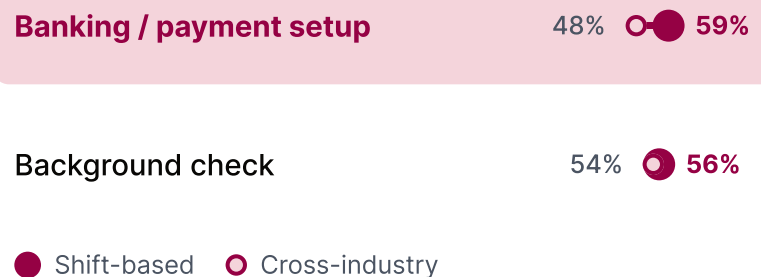 Banking / payment setup 48% 59%
Background check 54% 56%
Shift-based Cross-industry